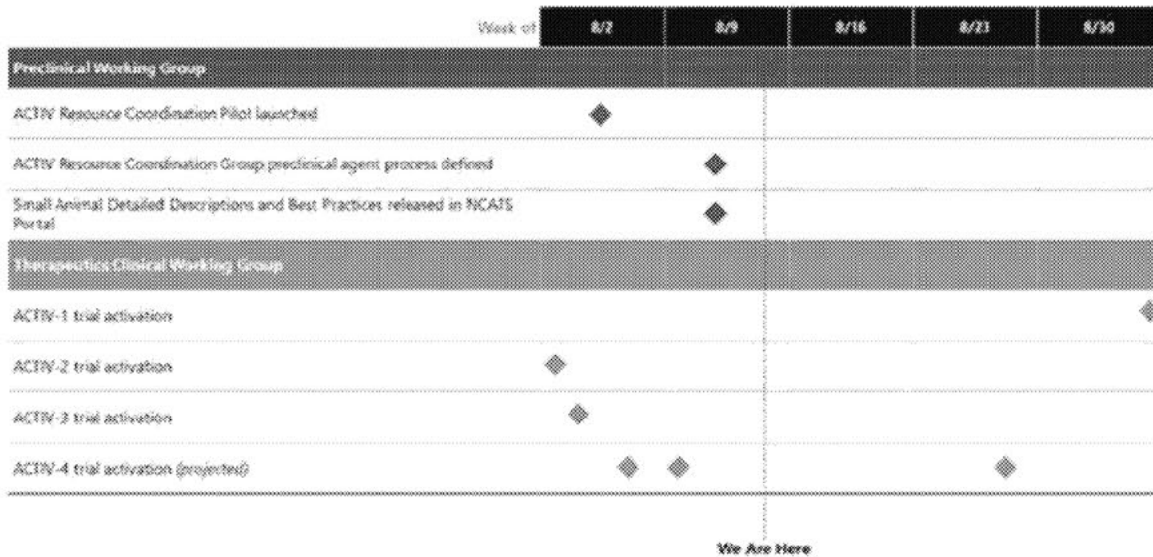 Week of 8/2 8/9 8/16 8/23 8/30
Preclinical Working Group
ACTIV Resource Coordination Pilot launched
ACTIV Resource Coordination Group preclinical agent process defined
Small Animal Detailed Descriptions and Best Practices released in NCATS
Portal
Therapeutics Clinical Working Group
ACTIV-1 trial activation
ACTIV-2 trial activation
ACTIV-3 trial activation
ACTIV-4 trial activation (projected)
We Are Here